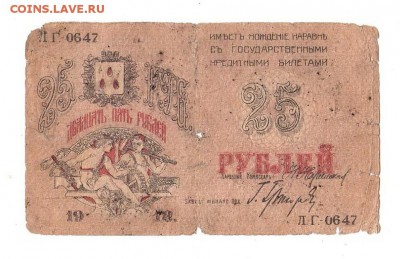 COINS.LAVE.RU
ЛГ·0647
25 РУБ.
ДВАДЦАТЬ ПЯТЬ РУБЛЕЙ
19 18
ИМѢЕТЪ ХОЖДЕНІЕ НАРАВНѢ
СЪ ГОСУДАРСТВЕННЫМИ
КРЕДИТНЫМИ БИЛЕТАМИ
25
РУБЛЕЙ
ЛГ·0647